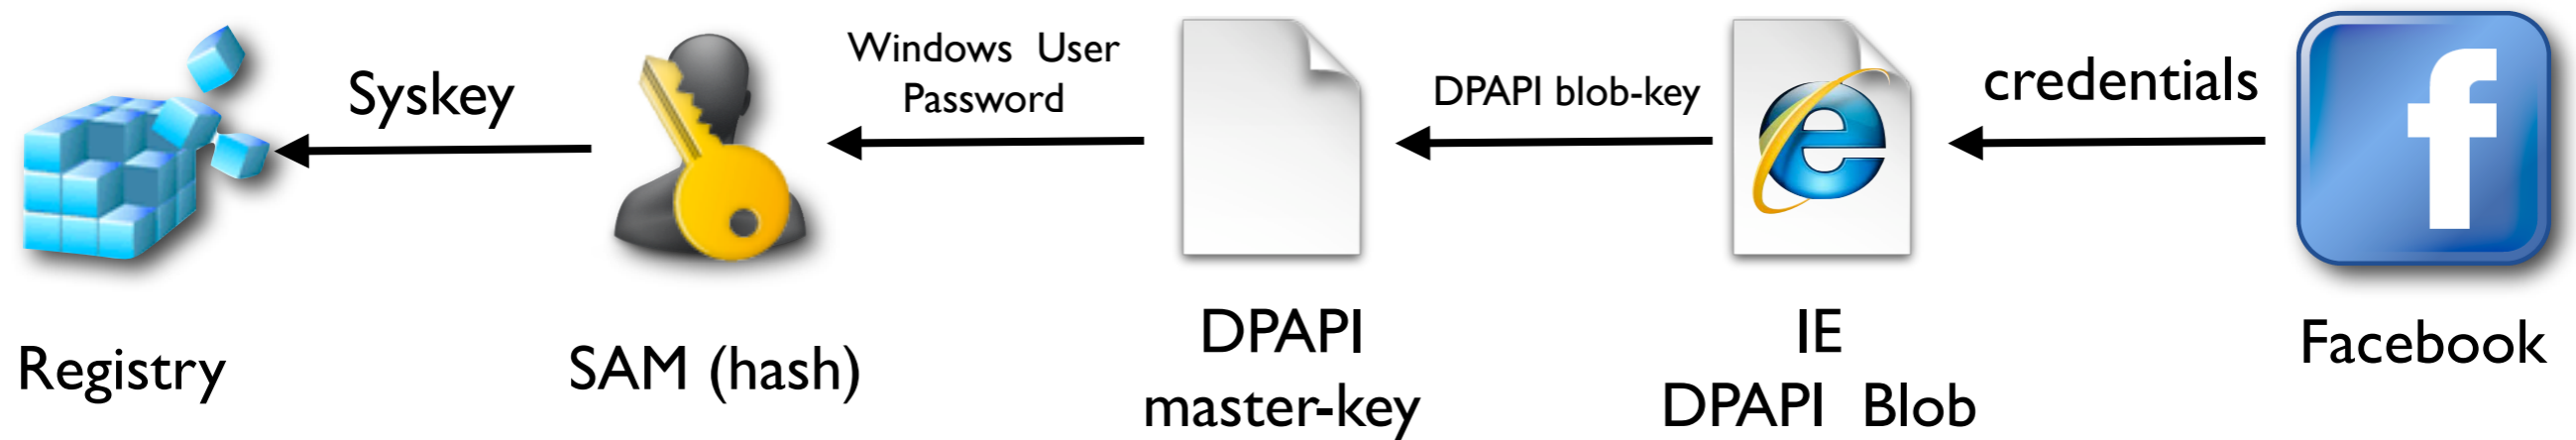 Syskey
Windows User
Password
DPAPI blob-key
credentials
Registry
SAM (hash)
DPAPI
master-key
IE
DPAPI Blob
Facebook